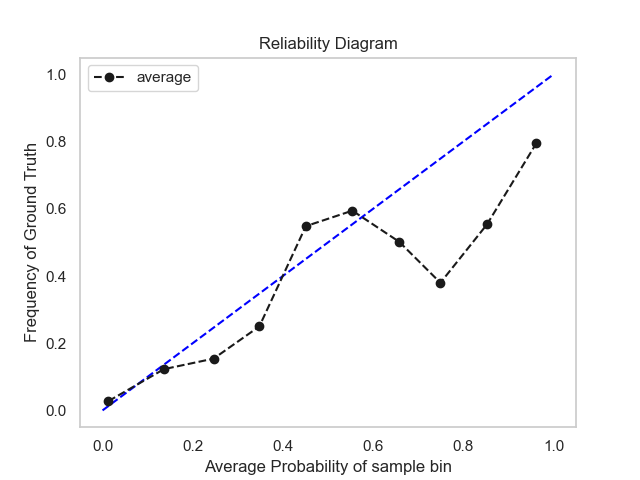 Reliability Diagram
average
Frequency of Ground Truth
1.0
0.8
0.6
0.4
0.2
0.0
0.0 0.2 0.4 0.6 0.8 1.0
Average Probability of sample bin